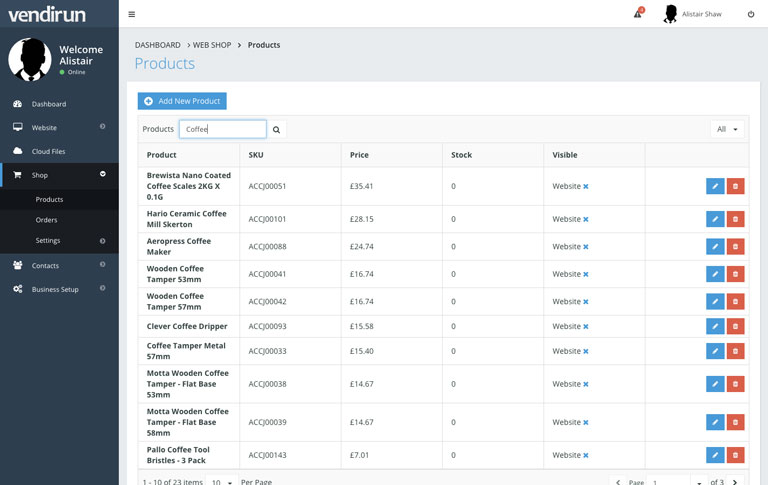 vendirun
Alistair Shaw
Welcome
Alistair
Online
Dashboard
Website
Cloud Files
Shop
Products
Orders
Settings
Contacts
Business Setup
DASHBOARD > WEB SHOP > Products
Products
Add New Product
Products Coffee All
Product SKU Price Stock Visible
Brewista Nano Coated
Coffee Scales 2KG X
0.1G
ACCJ00051 £35.41 0 Website ×
Hario Ceramic Coffee
Mill Skerton
ACCJ00101 £28.15 0 Website ×
Aeropress Coffee
Maker
ACCJ00088 £24.74 0 Website ×
Wooden Coffee
Tamper 53mm
ACCJ00041 £16.74 0 Website ×
Wooden Coffee
Tamper 57mm
ACCJ00042 £16.74 0 Website ×
Clever Coffee Dripper ACCJ00093 £15.58 0 Website ×
Coffee Tamper Metal
57mm
ACCJ00033 £15.40 0 Website ×
Motta Wooden Coffee
Tamper - Flat Base
53mm
ACCJ00038 £14.67 0 Website ×
Motta Wooden Coffee
Tamper - Flat Base
58mm
ACCJ00039 £14.67 0 Website ×
Pallo Coffee Tool
Bristles - 3 Pack
ACCJ00143 £7.01 0 Website ×
1 - 10 of 23 items 10 Per Page Page 1 of 3